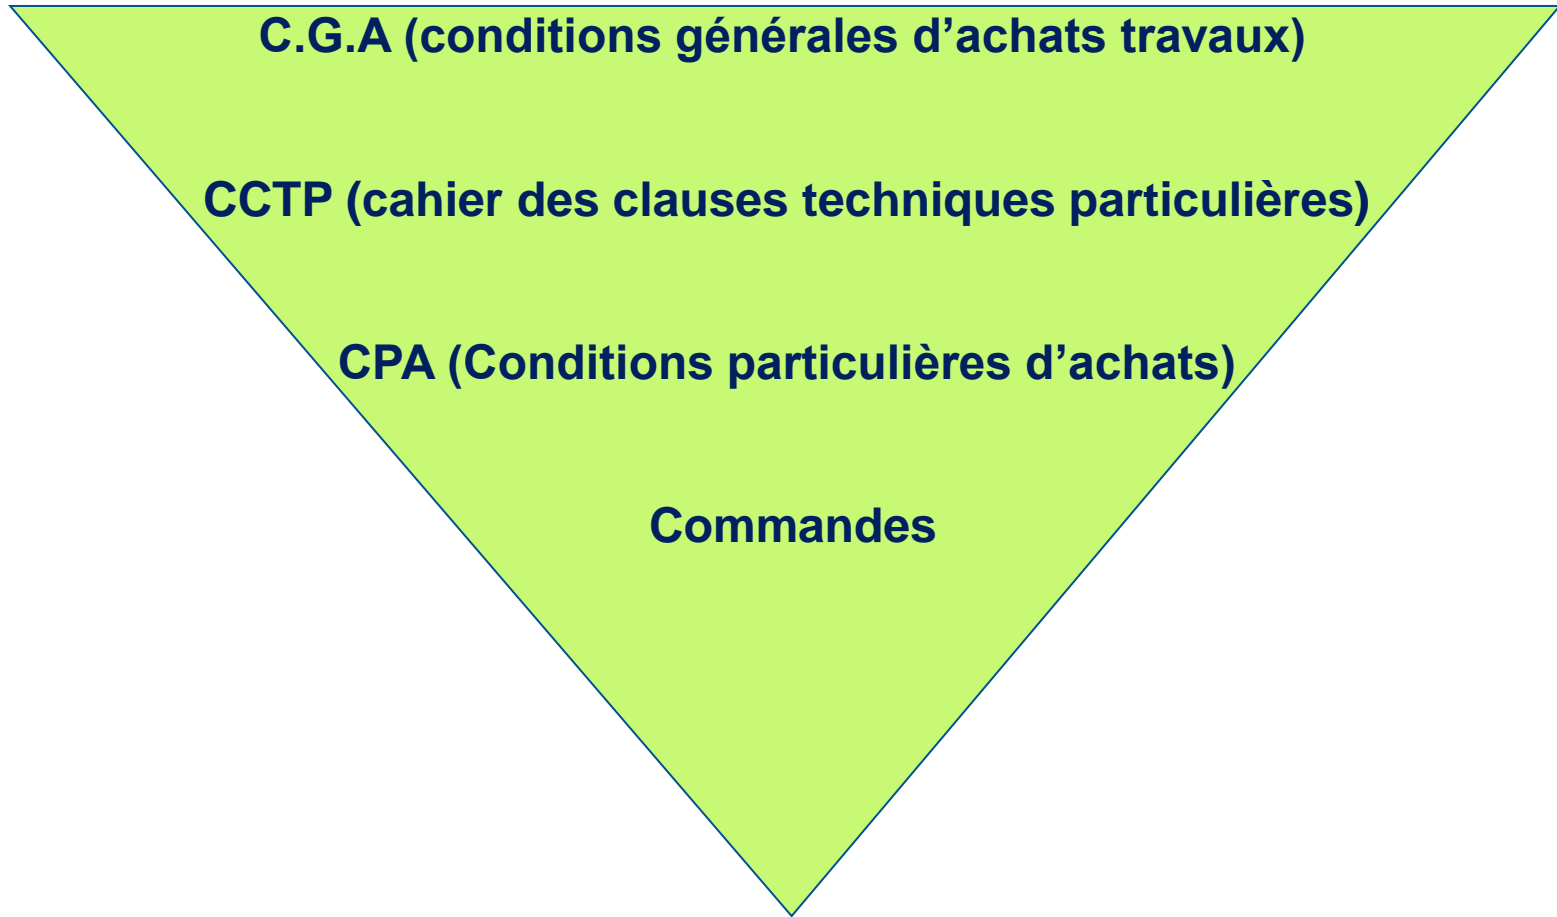 C.G.A (conditions générales d’achats travaux)
CCTP (cahier des clauses techniques particulières)
CPA (Conditions particulières d’achats)
Commandes